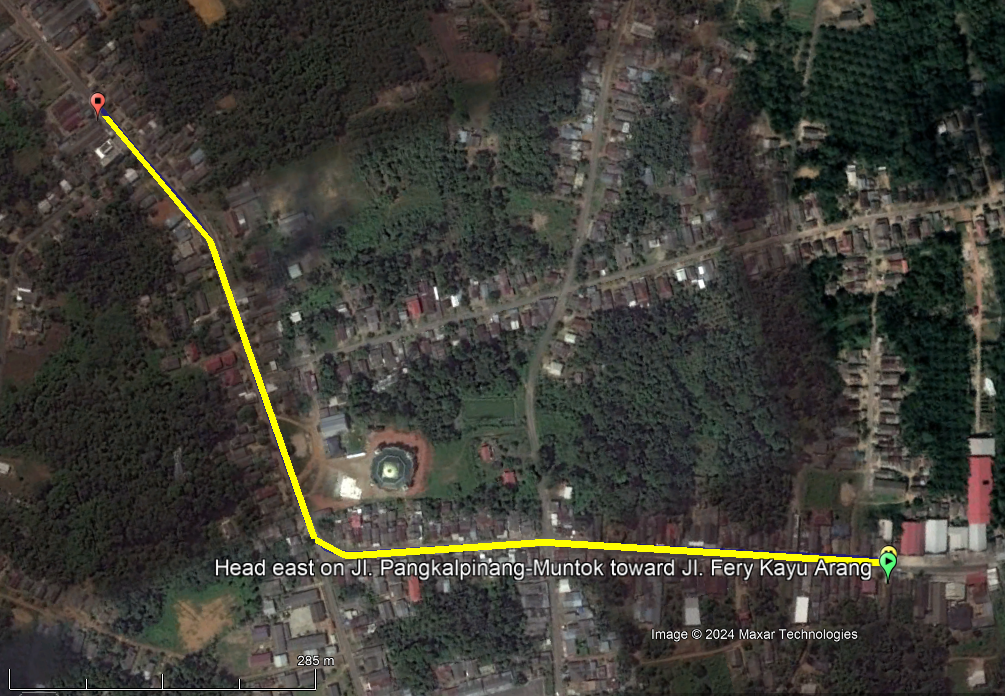 Head east on Jl. Pangkalpinang-Muntok toward Jl. Fery Kayu Arang
Image © 2024 Maxar Technologies
285 m